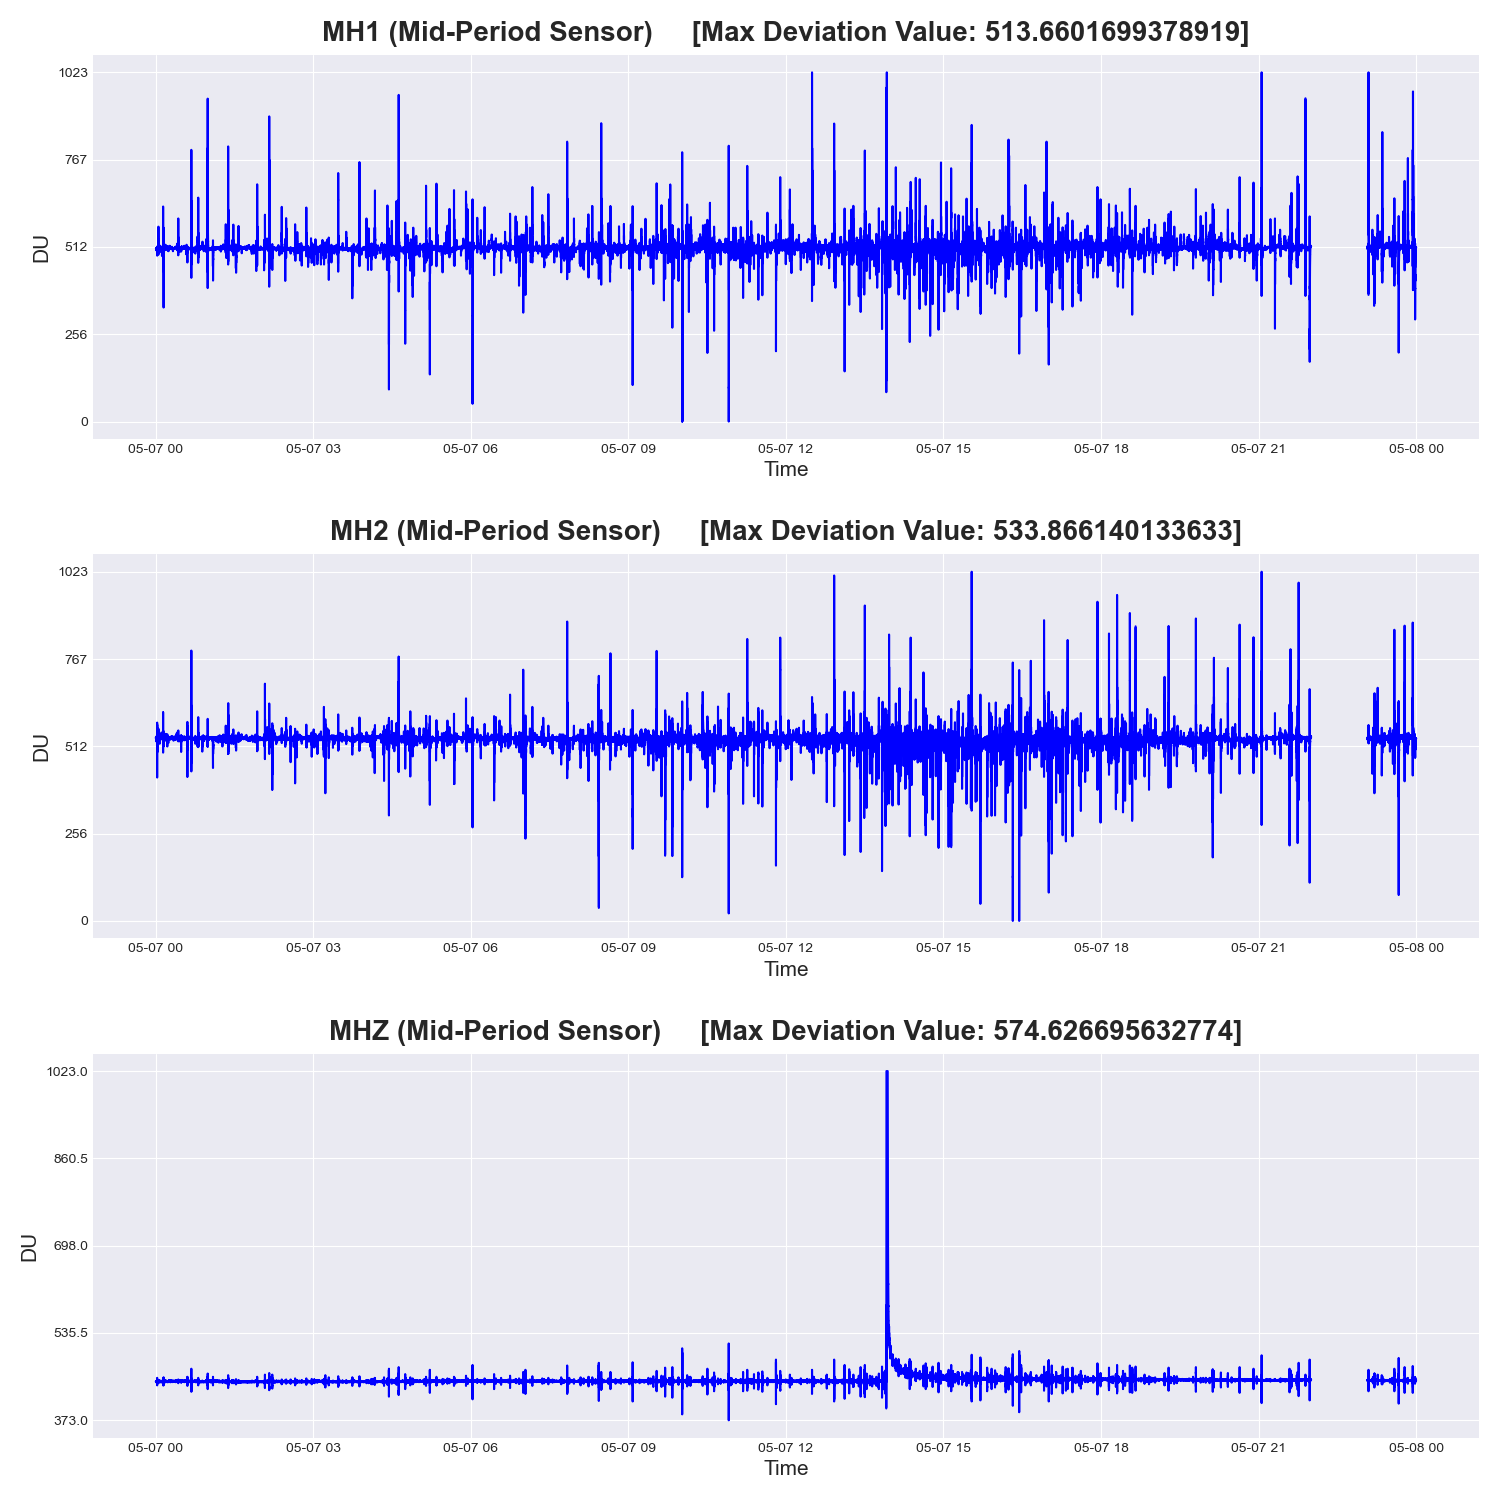 MH1 (Mid-Period Sensor) [Max Deviation Value: 513.6601699378919]
1023
767
512
256
0
DU
05-07 00 05-07 03 05-07 06 05-07 09 05-07 12 05-07 15 05-07 18 05-07 21 05-08 00
Time
MH2 (Mid-Period Sensor) [Max Deviation Value: 533.866140133633]
1023
767
512
256
0
DU
05-07 00 05-07 03 05-07 06 05-07 09 05-07 12 05-07 15 05-07 18 05-07 21 05-08 00
Time
MHZ (Mid-Period Sensor) [Max Deviation Value: 574.626695632774]
1023.0
860.5
698.0
535.5
373.0
DU
05-07 00 05-07 03 05-07 06 05-07 09 05-07 12 05-07 15 05-07 18 05-07 21 05-08 00
Time